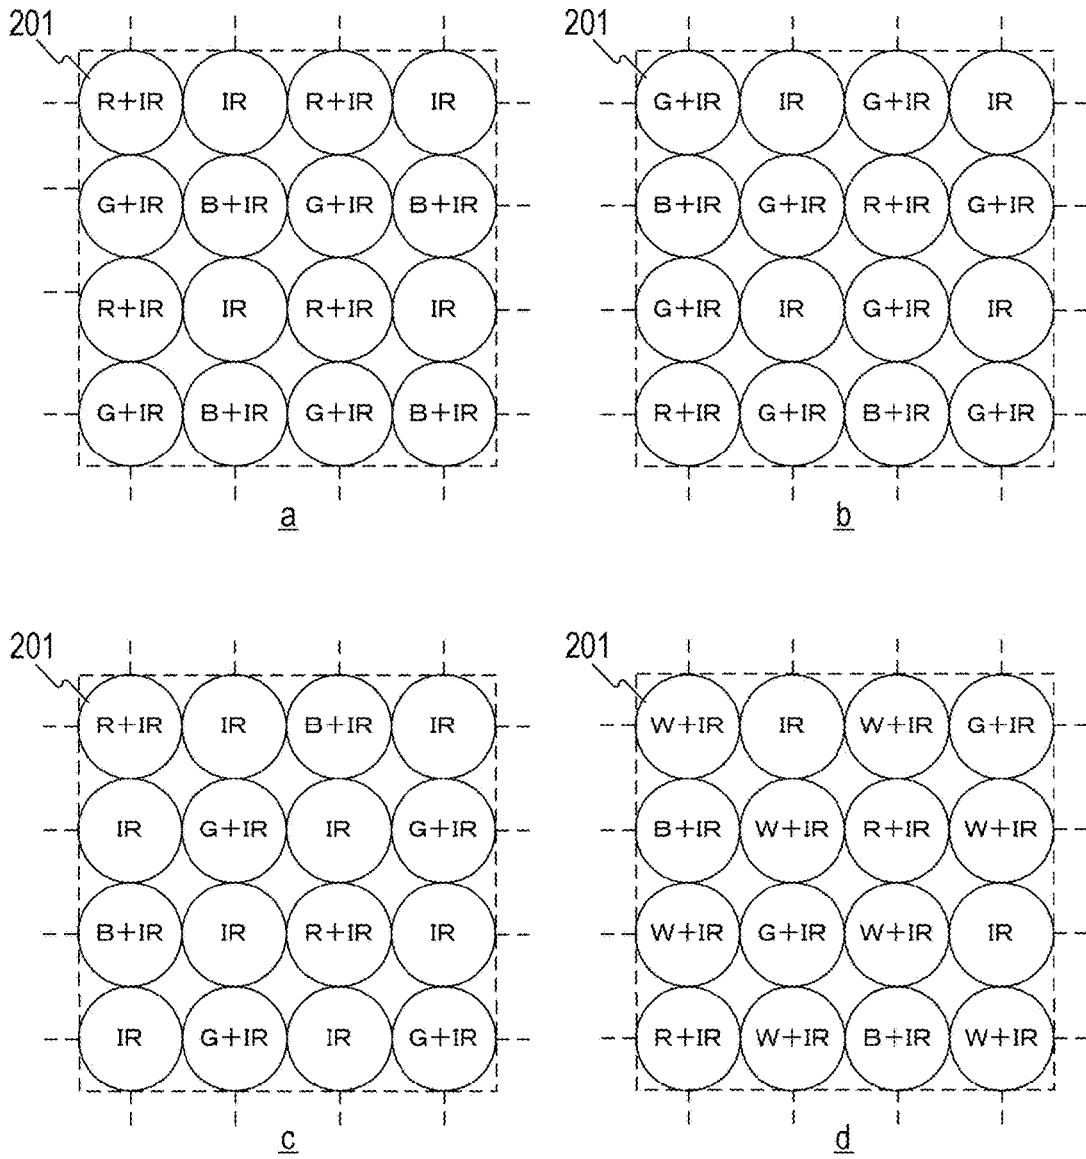 201 201
R+IR IR R+IR IR G+IR IR G+IR IR
G+IR B+IR G+IR B+IR B+IR G+IR R+IR G+IR
R+IR IR R+IR IR G+IR IR G+IR IR
G+IR B+IR G+IR B+IR R+IR G+IR B+IR G+IR
a b
201 201
R+IR IR B+IR IR W+IR IR W+IR G+IR
IR G+IR IR G+IR B+IR W+IR R+IR W+IR
B+IR IR R+IR IR W+IR G+IR W+IR IR
IR G+IR IR G+IR R+IR W+IR B+IR W+IR
c d